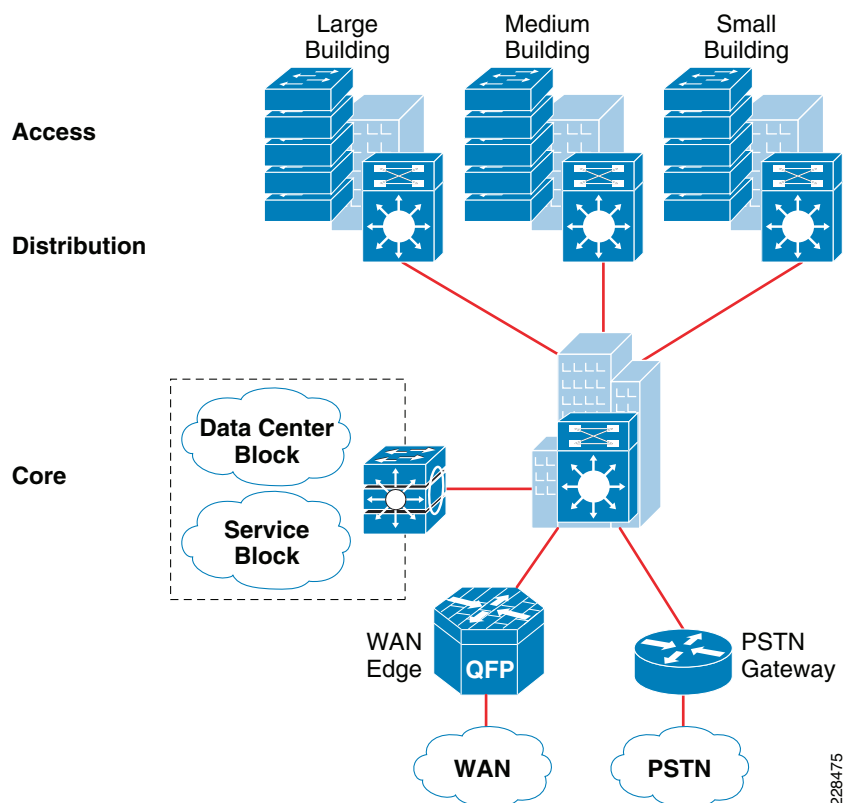 Large
Building
Medium
Building
Small
Building
Access
Distribution
Data Center
Block
Core
Service
Block
WAN
Edge
QFP
PSTN
Gateway
WAN
PSTN
228475